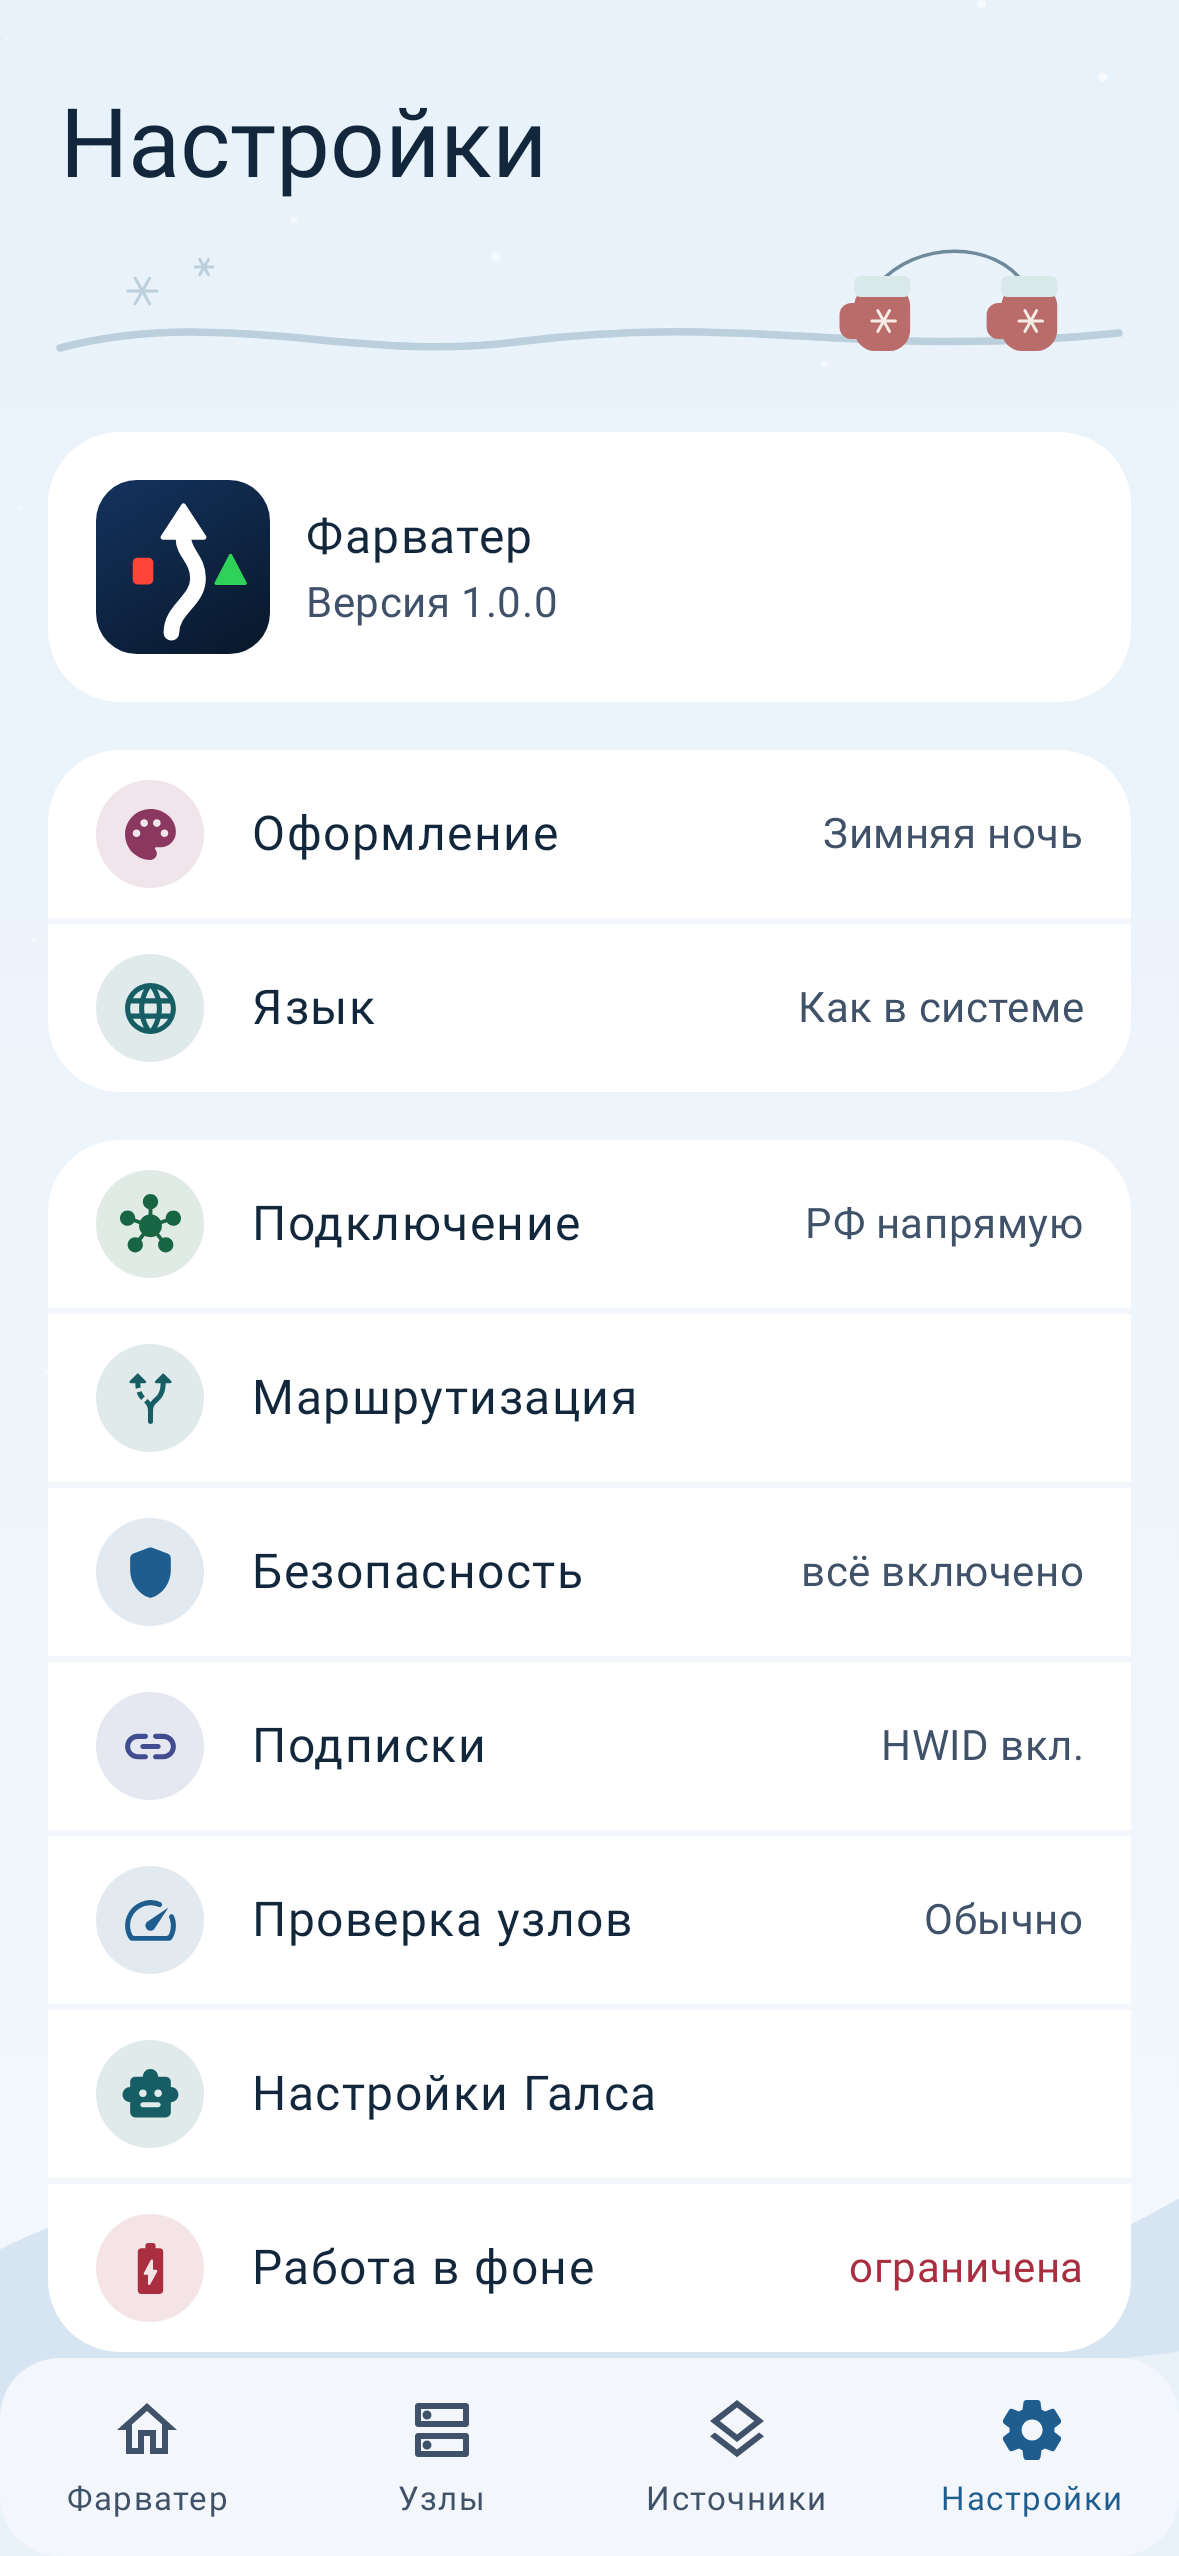 Настройки
Фарватер
Версия 1.0.0
Оформление Зимняя ночь
Язык Как в системе
Подключение РФ напрямую
Маршрутизация
Безопасность всё включено
Подписки HWID вкл.
Проверка узлов Обычно
Настройки Галса
Работа в фоне ограничена
Фарватер Узлы Источники Настройки